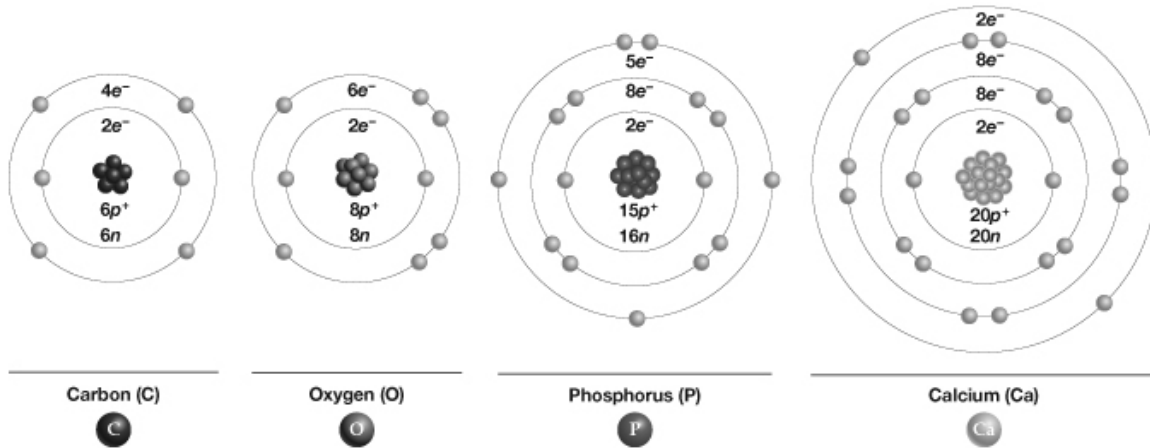 4e⁻
2e⁻
6p⁺
6n
Carbon (C)
C
6e⁻
2e⁻
8p⁺
8n
Oxygen (O)
O
5e⁻
8e⁻
2e⁻
15p⁺
16n
Phosphorus (P)
P
2e⁻
8e⁻
8e⁻
2e⁻
20p⁺
20n
Calcium (Ca)
Ca